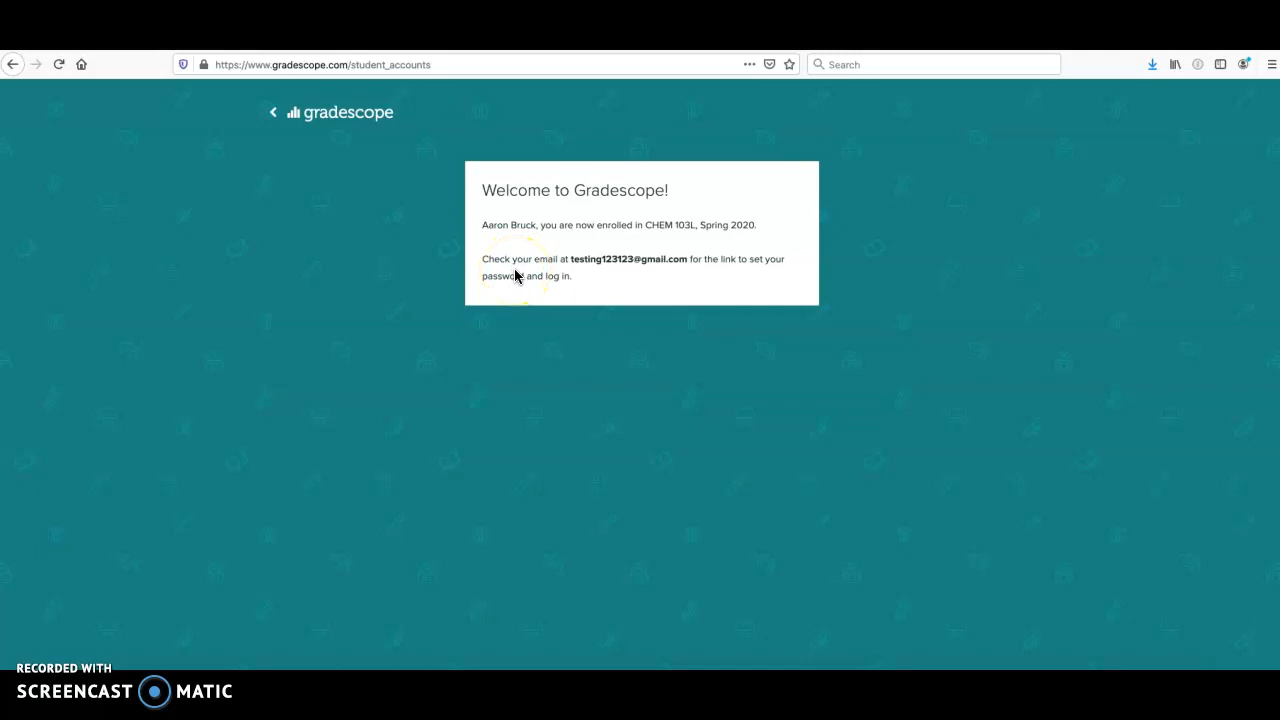 https://www.gradescope.com/student_accounts
Search
gradescope
Welcome to Gradescope!
Aaron Bruck, you are now enrolled in CHEM 103L, Spring 2020.
Check your email at testing123123@gmail.com for the link to set your
password and log in.
RECORDED WITH
SCREENCAST MATIC